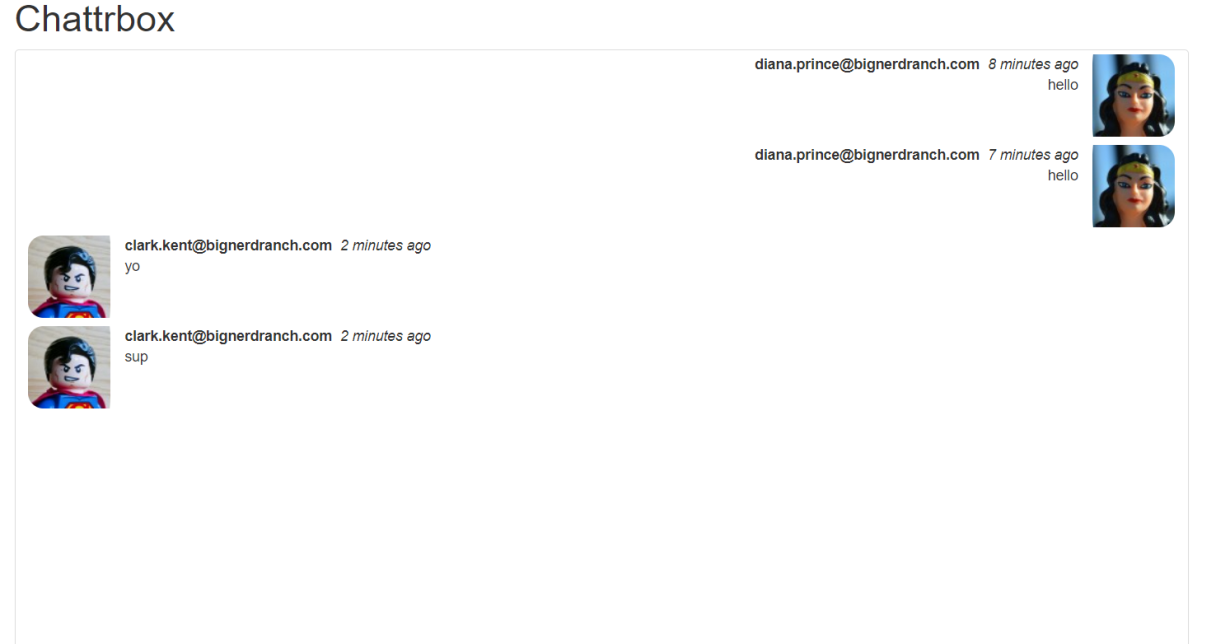 Chattrbox
diana.prince@bignerdranch.com 8 minutes ago
hello
diana.prince@bignerdranch.com 7 minutes ago
hello
clark.kent@bignerdranch.com 2 minutes ago
yo
clark.kent@bignerdranch.com 2 minutes ago
sup